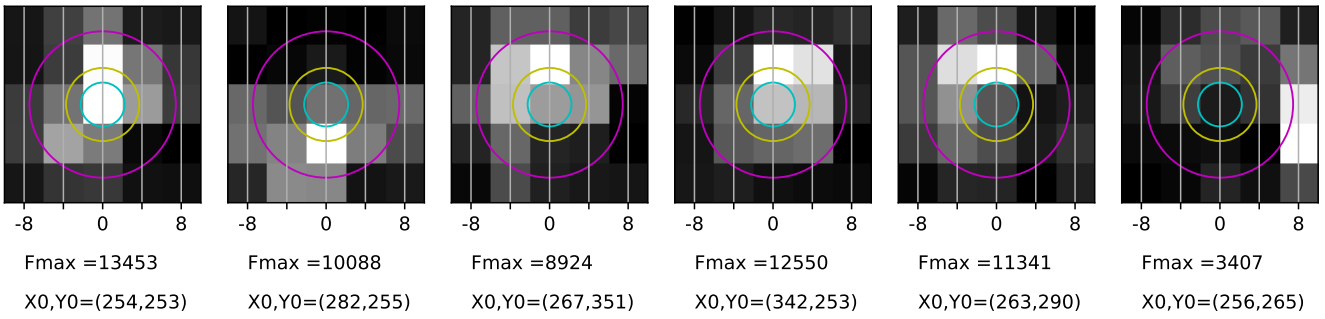 -8 0 8 -8 0 8 -8 0 8 -8 0 8 -8 0 8 -8 0 8
Fmax =13453 Fmax =10088 Fmax =8924 Fmax =12550 Fmax =11341 Fmax =3407
X0,Y0=(254,253) X0,Y0=(282,255) X0,Y0=(267,351) X0,Y0=(342,253) X0,Y0=(263,290) X0,Y0=(256,265)